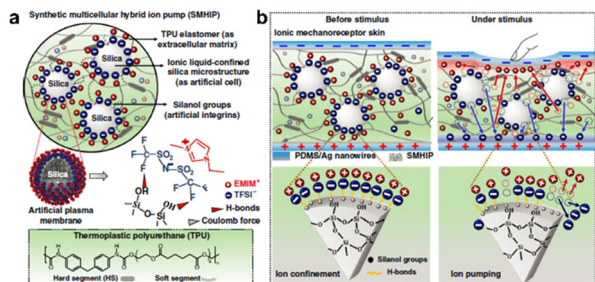 a
Synthetic multicellular hybrid ion pump (SMHIP)
TPU elastomer (as
extracellular matrix)
Ionic liquid-confined
silica microstructure
(as artificial cell)
Silanol groups
(artificial integrins)
Silica
Silica
Silica
Silica
Artificial plasma
membrane
EMIM+
TFSI−
H-bonds
Coulomb force
Thermoplastic polyurethane (TPU)
Hard segment (HS)
Soft segment
b
Before stimulus
Under stimulus
Ionic mechanoreceptor skin
PDMS/Ag nanowires
SMHIP
Ion confinement
Silanol groups
H-bonds
Ion pumping